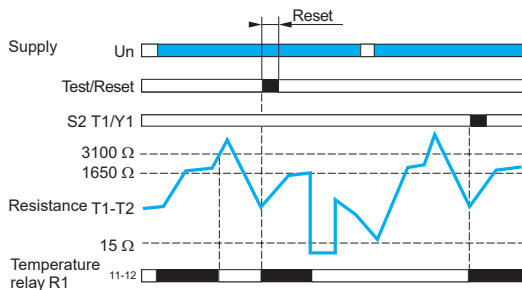 Reset
Supply Un
Test/Reset
S2 T1/Y1
3100 Ω
1650 Ω
Resistance T1-T2
15 Ω
Temperature
relay R1 11-12